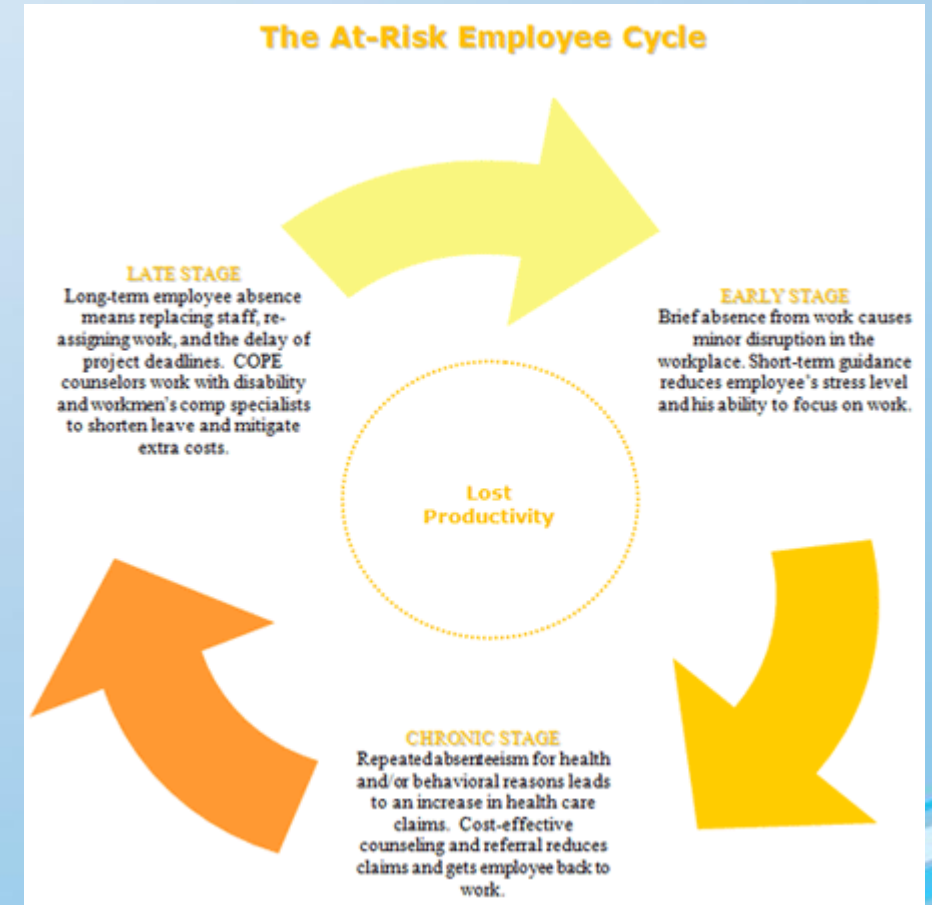 The At-Risk Employee Cycle
LATE STAGE
Long-term employee absence
means replacing staff, re-
assigning work, and the delay of
project deadlines. COPE
counselors work with disability
and workmen's comp specialists
to shorten leave and mitigate
extra costs.
EARLY STAGE
Brief absence from work causes
minor disruption in the
workplace. Short-term guidance
reduces employee's stress level
and his ability to focus on work.
Lost
Productivity
CHRONIC STAGE
Repeated absenteeism for health
and/or behavioral reasons leads
to an increase in health care
claims. Cost-effective
counseling and referral reduces
claims and gets employee back to
work.